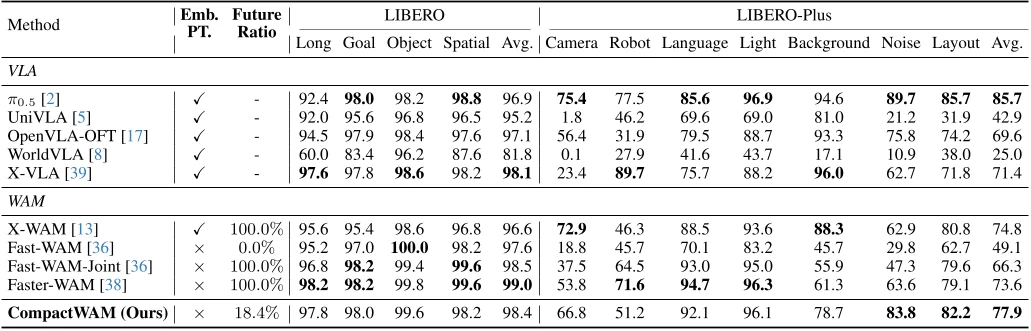 Method Emb. PT. Future Ratio LIBERO LIBERO-Plus
Long Goal Object Spatial Avg. Camera Robot Language Light Background Noise Layout Avg.
VLA
π0.5 [2] ✓ - 92.4 98.0 98.2 98.8 96.9 75.4 77.5 85.6 96.9 94.6 89.7 85.7 85.7
UniVLA [5] ✓ - 92.0 95.6 96.8 96.5 95.2 1.8 46.2 69.6 69.0 81.0 21.2 31.9 42.9
OpenVLA-OFT [17] ✓ - 94.5 97.9 98.4 97.6 97.1 56.4 31.9 79.5 88.7 93.3 75.8 74.2 69.6
WorldVLA [8] ✓ - 60.0 83.4 96.2 87.6 81.8 0.1 27.9 41.6 43.7 17.1 10.9 38.0 25.0
X-VLA [39] ✓ - 97.6 97.8 98.6 98.2 98.1 23.4 89.7 75.7 88.2 96.0 62.7 71.8 71.4
WAM
X-WAM [13] ✓ 100.0% 95.6 95.4 98.6 96.8 96.6 72.9 46.3 88.5 93.6 88.3 62.9 80.8 74.8
Fast-WAM [36] × 0.0% 95.2 97.0 100.0 98.2 97.6 18.8 45.7 70.1 83.2 45.7 29.8 62.7 49.1
Fast-WAM-Joint [36] × 100.0% 96.8 98.2 99.4 99.6 98.5 37.5 64.5 93.0 95.0 55.9 47.3 79.6 66.3
Faster-WAM [38] × 100.0% 98.2 98.2 99.8 99.6 99.0 53.8 71.6 94.7 96.3 61.3 63.6 79.1 73.6
CompactWAM (Ours) × 18.4% 97.8 98.0 99.6 98.2 98.4 66.8 51.2 92.1 96.1 78.7 83.8 82.2 77.9